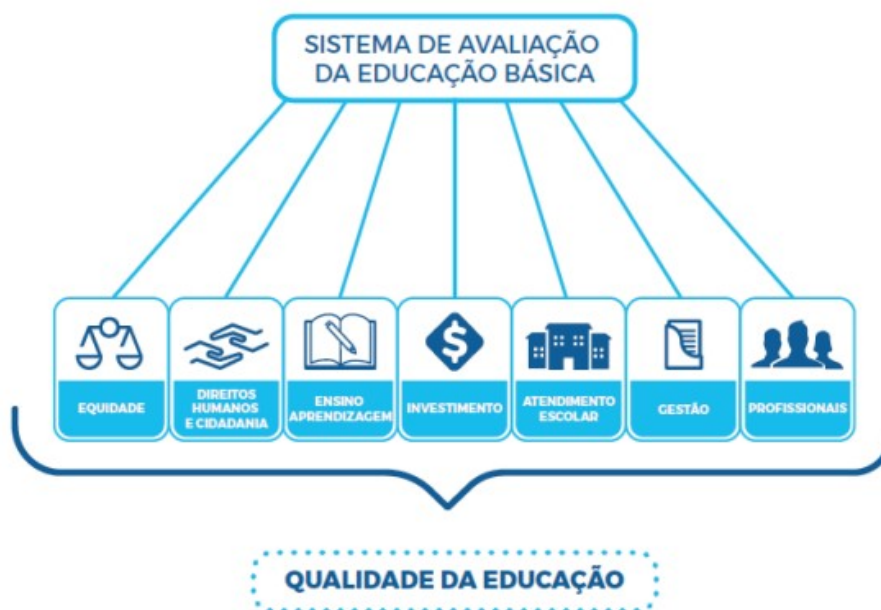 SISTEMA DE AVALIAÇÃO
DA EDUCAÇÃO BÁSICA
EQUIDADE
DIREITOS
HUMANOS
E CIDADANIA
ENSINO
APRENDIZAGEM
INVESTIMENTO
ATENDIMENTO
ESCOLAR
GESTÃO
PROFISSIONAIS
QUALIDADE DA EDUCAÇÃO